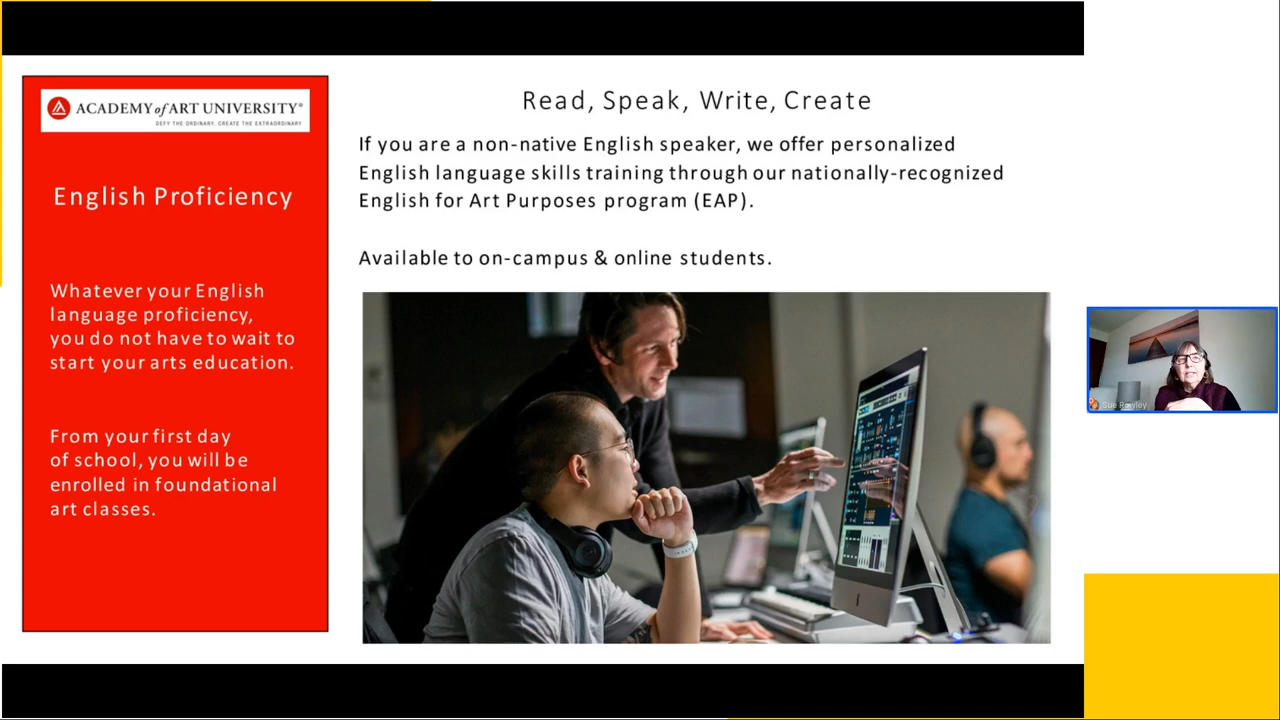 ACADEMY of ART UNIVERSITY®
DEFY THE ORDINARY, CREATE THE EXTRAORDINARY
English Proficiency
Whatever your English
language proficiency,
you do not have to wait to
start your arts education.
From your first day
of school, you will be
enrolled in foundational
art classes.
Read, Speak, Write, Create
If you are a non-native English speaker, we offer personalized
English language skills training through our nationally-recognized
English for Art Purposes program (EAP).
Available to on-campus & online students.
Sue Rowley